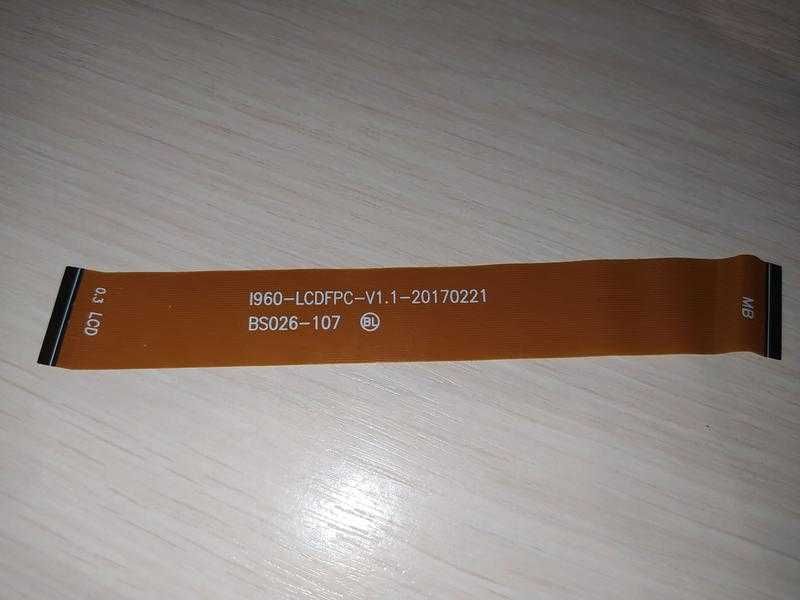 0.3 LCD
I960-LCDFPC-V1.1-20170221
BS026-107 BL
MB